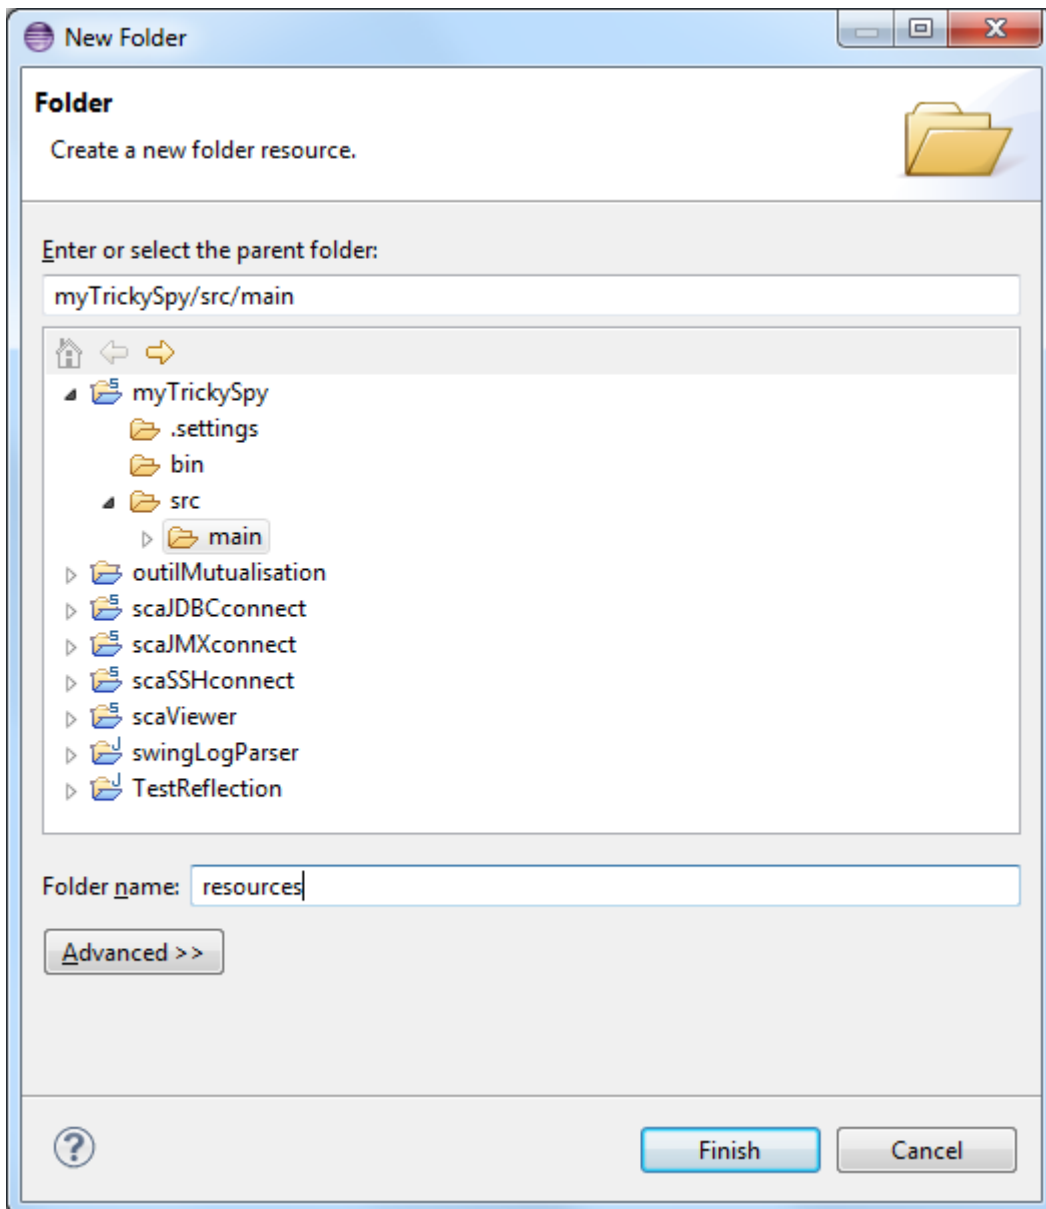 New Folder
Folder
Create a new folder resource.
Enter or select the parent folder:
myTrickySpy/src/main
myTrickySpy
.settings
bin
src
main
outilMutualisation
scaJDBCconnect
scaJMXconnect
scaSSHconnect
scaViewer
swingLogParser
TestReflection
Folder name: resources
Advanced >>
Finish Cancel